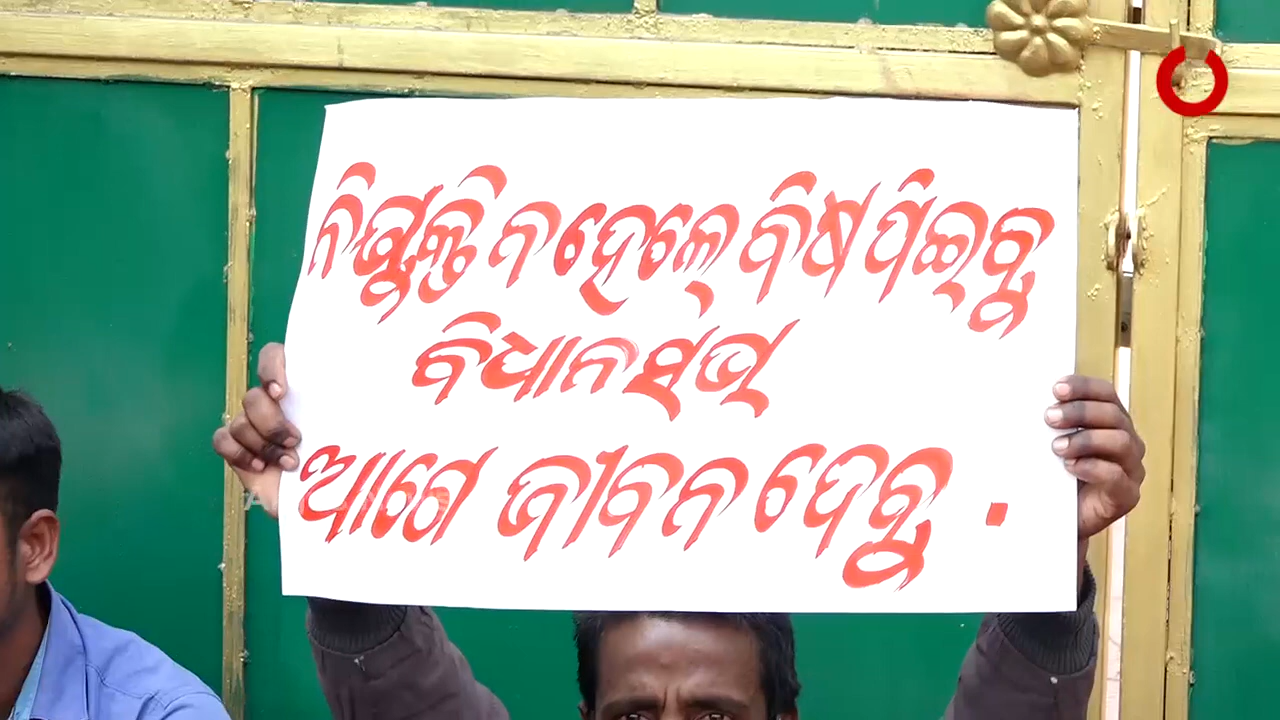 ନିଯୁକ୍ତି ନ ହେଲେ ବିଷ ପିଇବୁ
ବିଧାନସଭା
ଆଗେ ଜୀବନ ଦେବୁ .